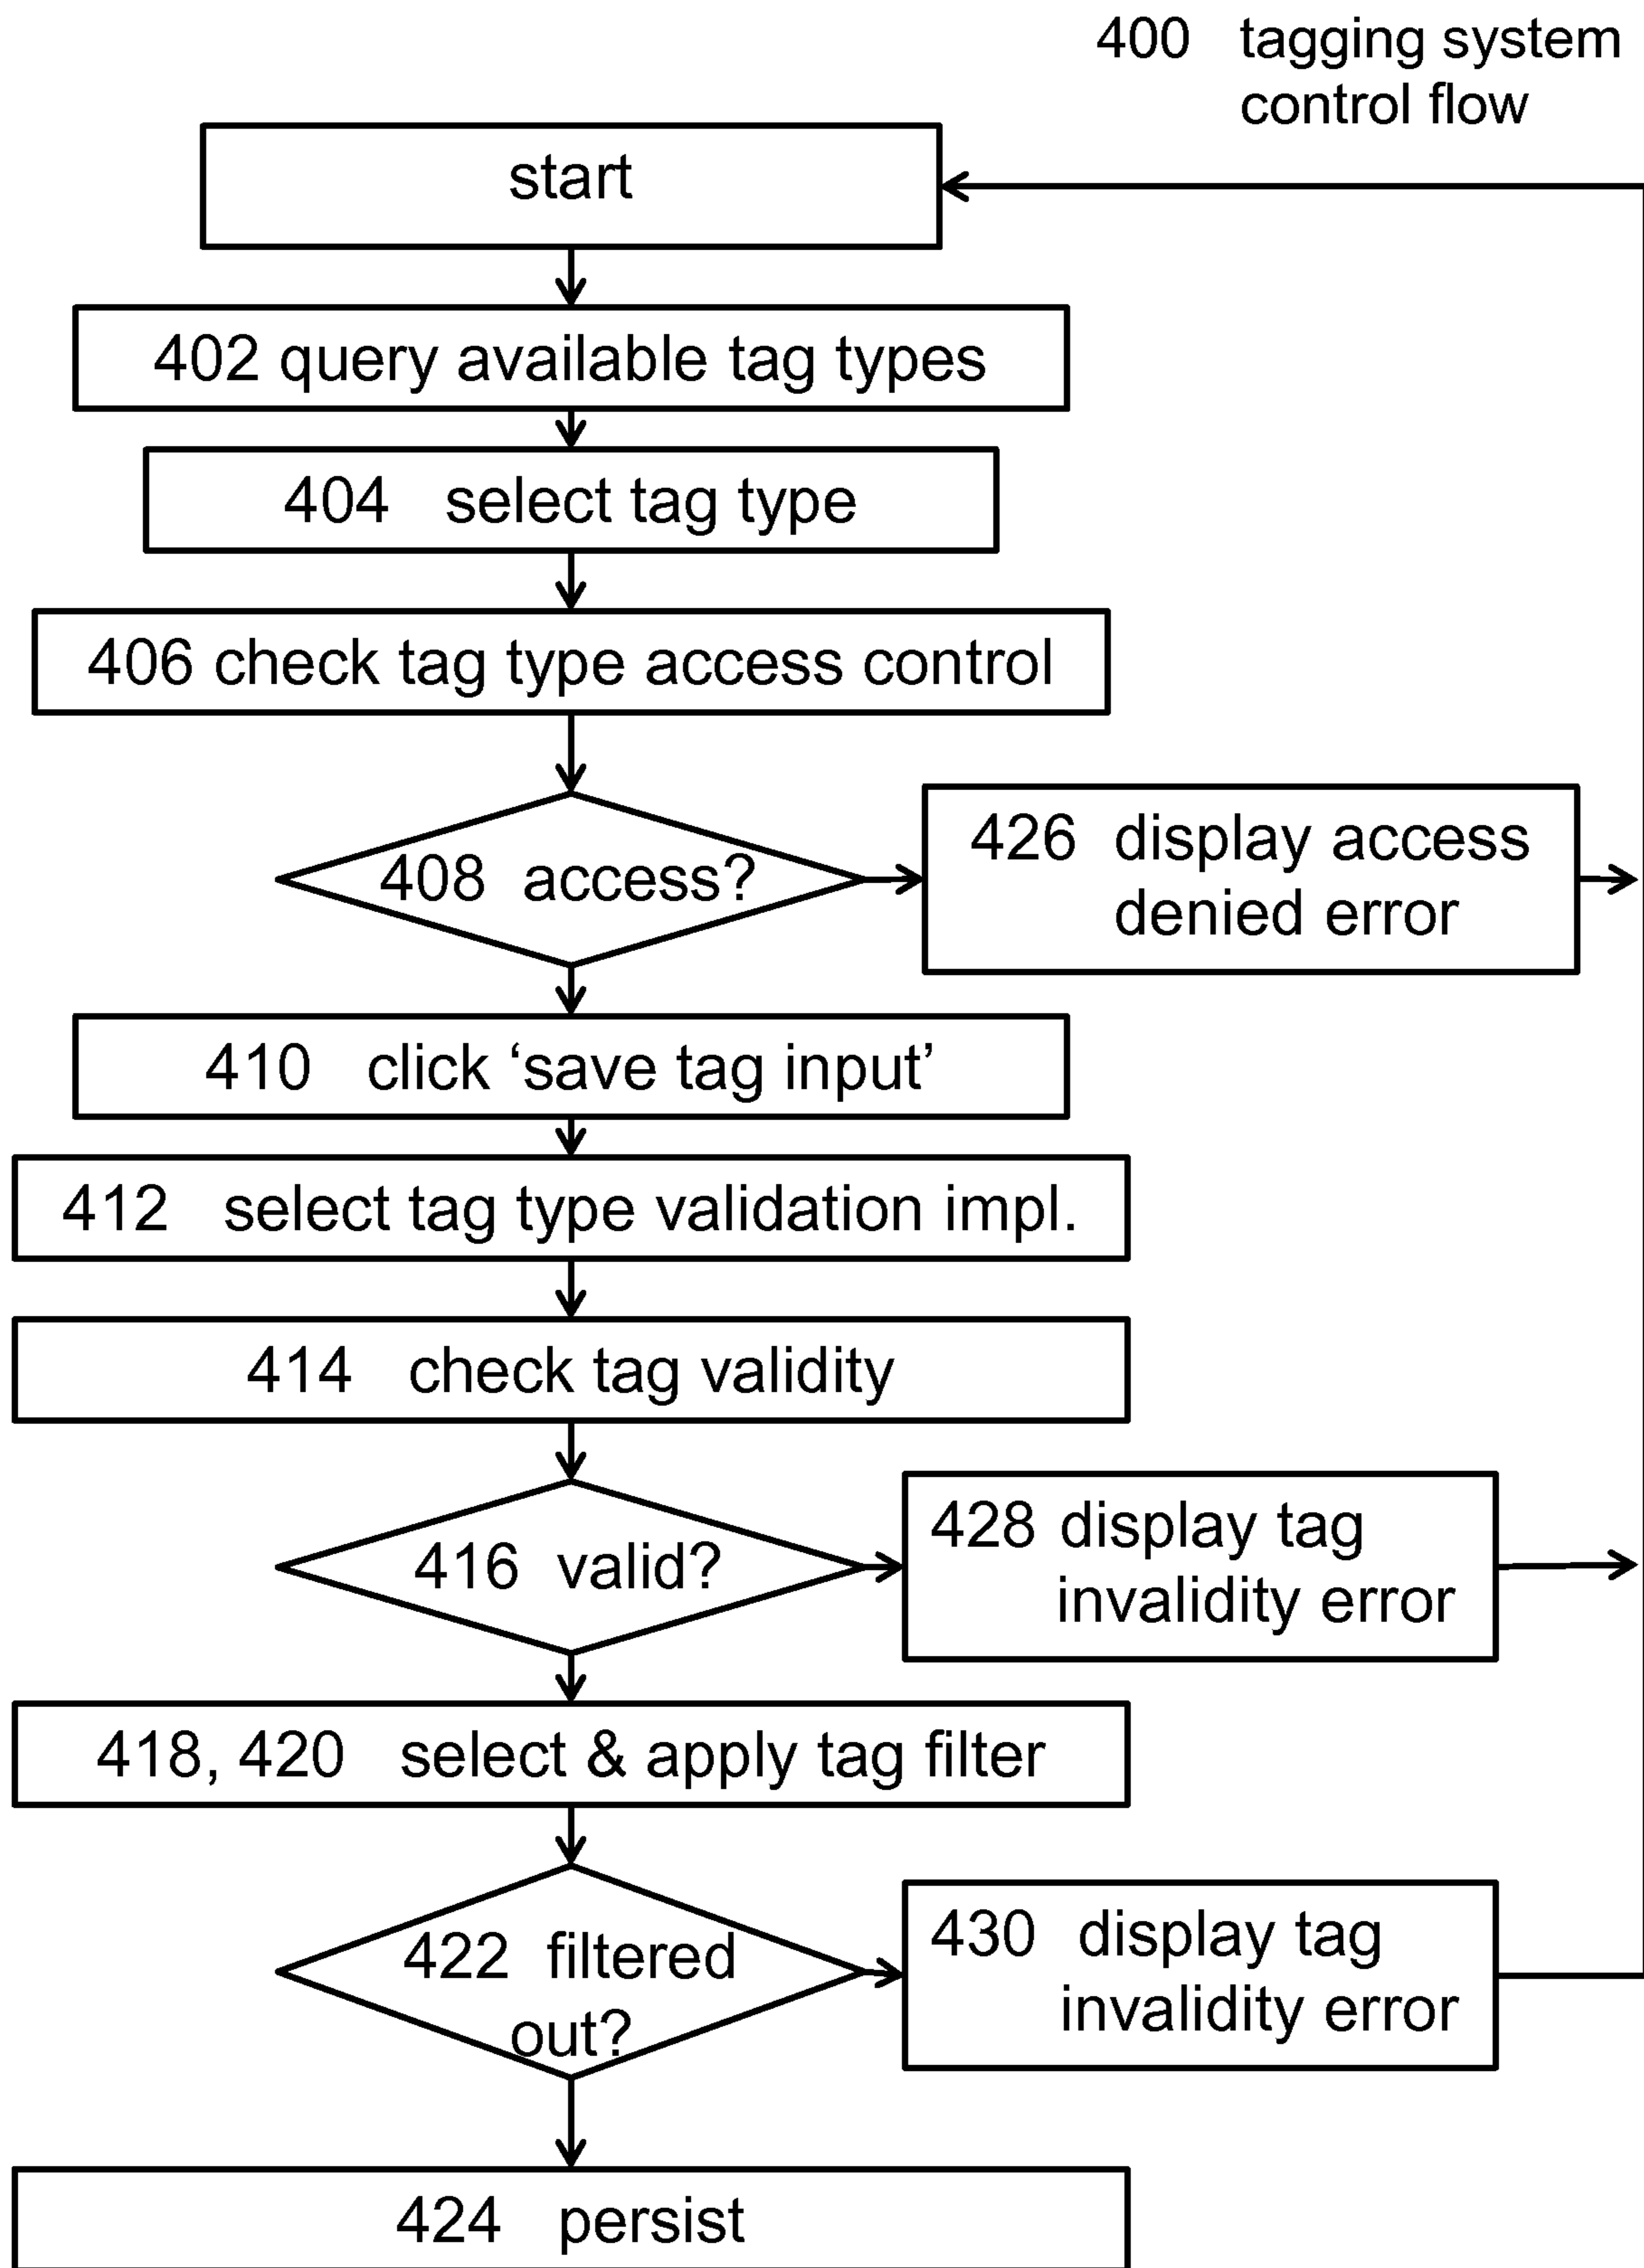 400 tagging system
control flow
start
402 query available tag types
404 select tag type
406 check tag type access control
408 access?
426 display access
denied error
410 click ‘save tag input’
412 select tag type validation impl.
414 check tag validity
416 valid?
428 display tag
invalidity error
418, 420 select & apply tag filter
422 filtered
out?
430 display tag
invalidity error
424 persist